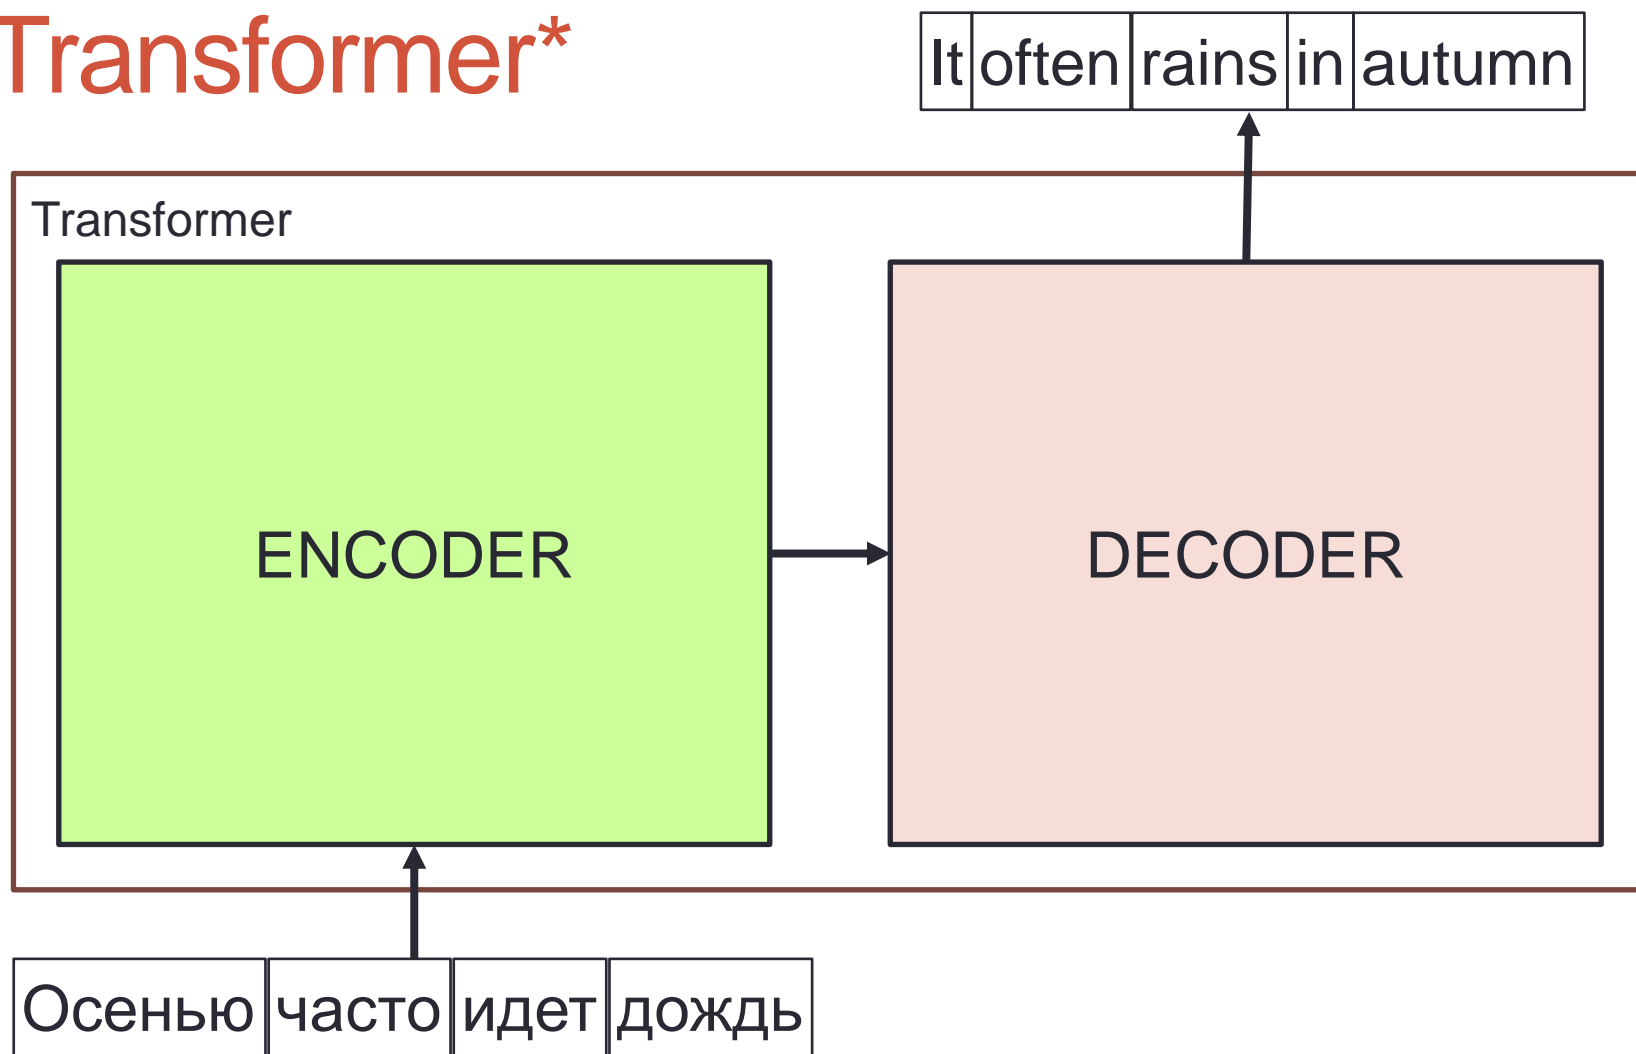 Transformer*
It often rains in autumn
Transformer
ENCODER
DECODER
Осенью часто идет дождь